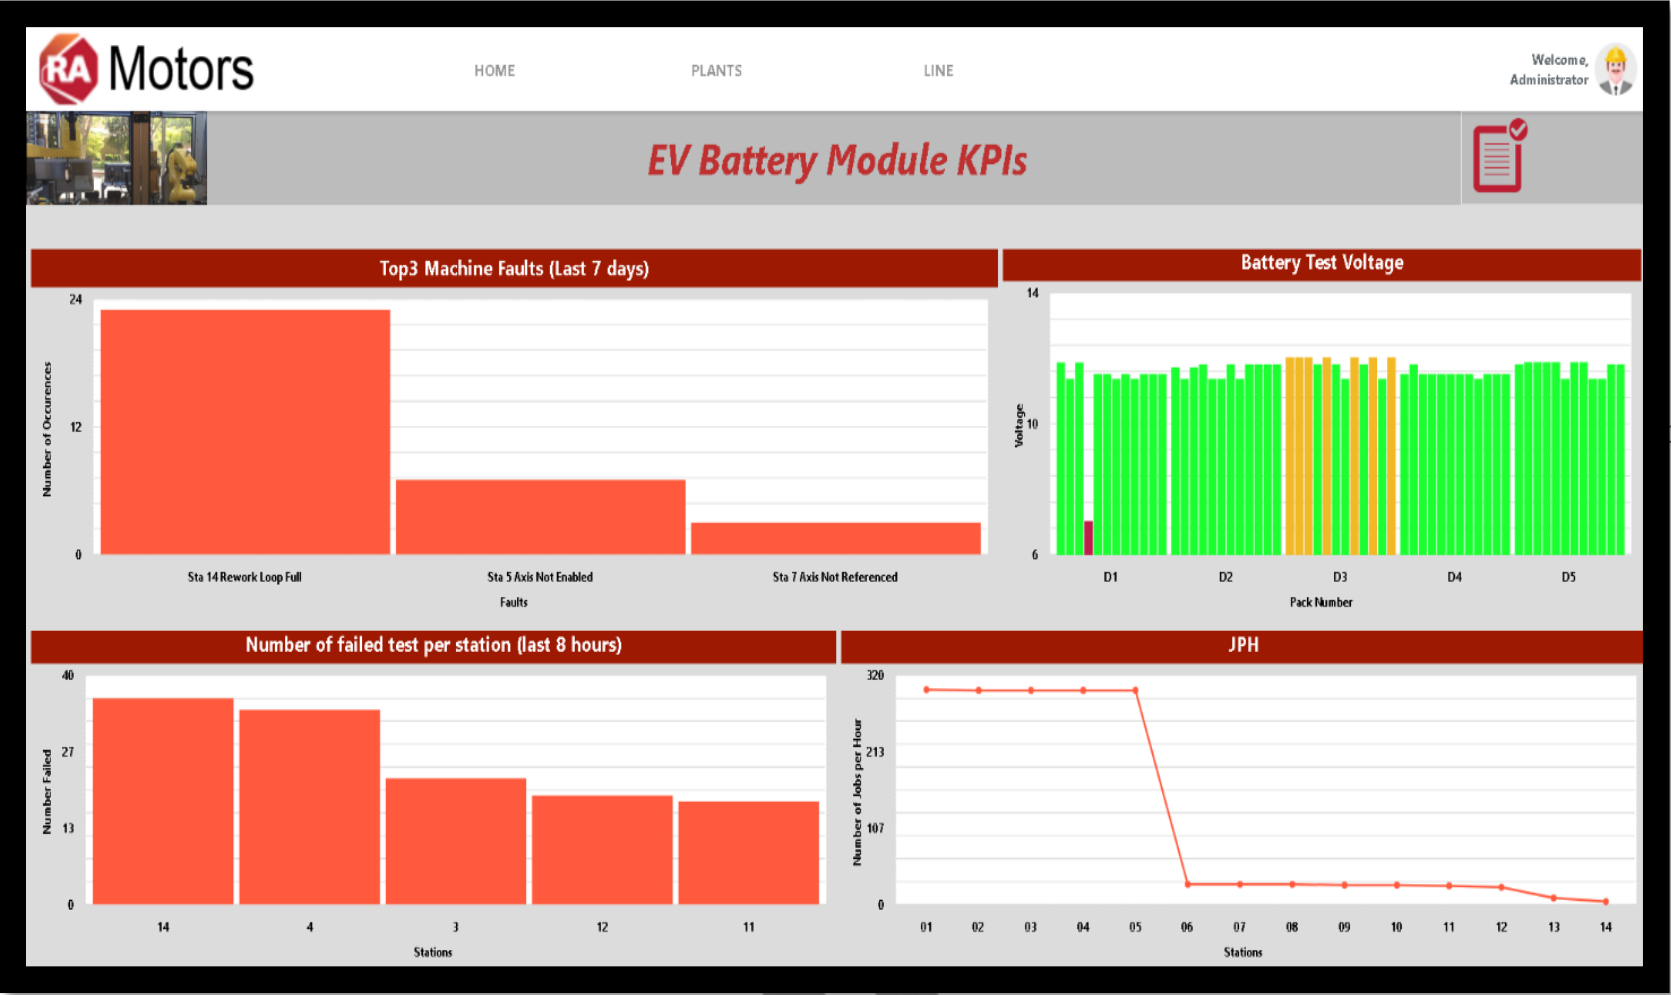 RA Motors
HOME
PLANTS
LINE
Welcome,
Administrator
EV Battery Module KPIs
Top3 Machine Faults (Last 7 days)
24
12
0
Number of Occurences
Sta 14 Rework Loop Full
Sta 5 Axis Not Enabled
Sta 7 Axis Not Referenced
Faults
Battery Test Voltage
14
10
6
Voltage
D1
D2
D3
D4
D5
Pack Number
Number of failed test per station (last 8 hours)
40
27
13
0
Number Failed
14
4
3
12
11
Stations
JPH
320
213
107
0
Number of Jobs per Hour
01
02
03
04
05
06
07
08
09
10
11
12
13
14
Stations